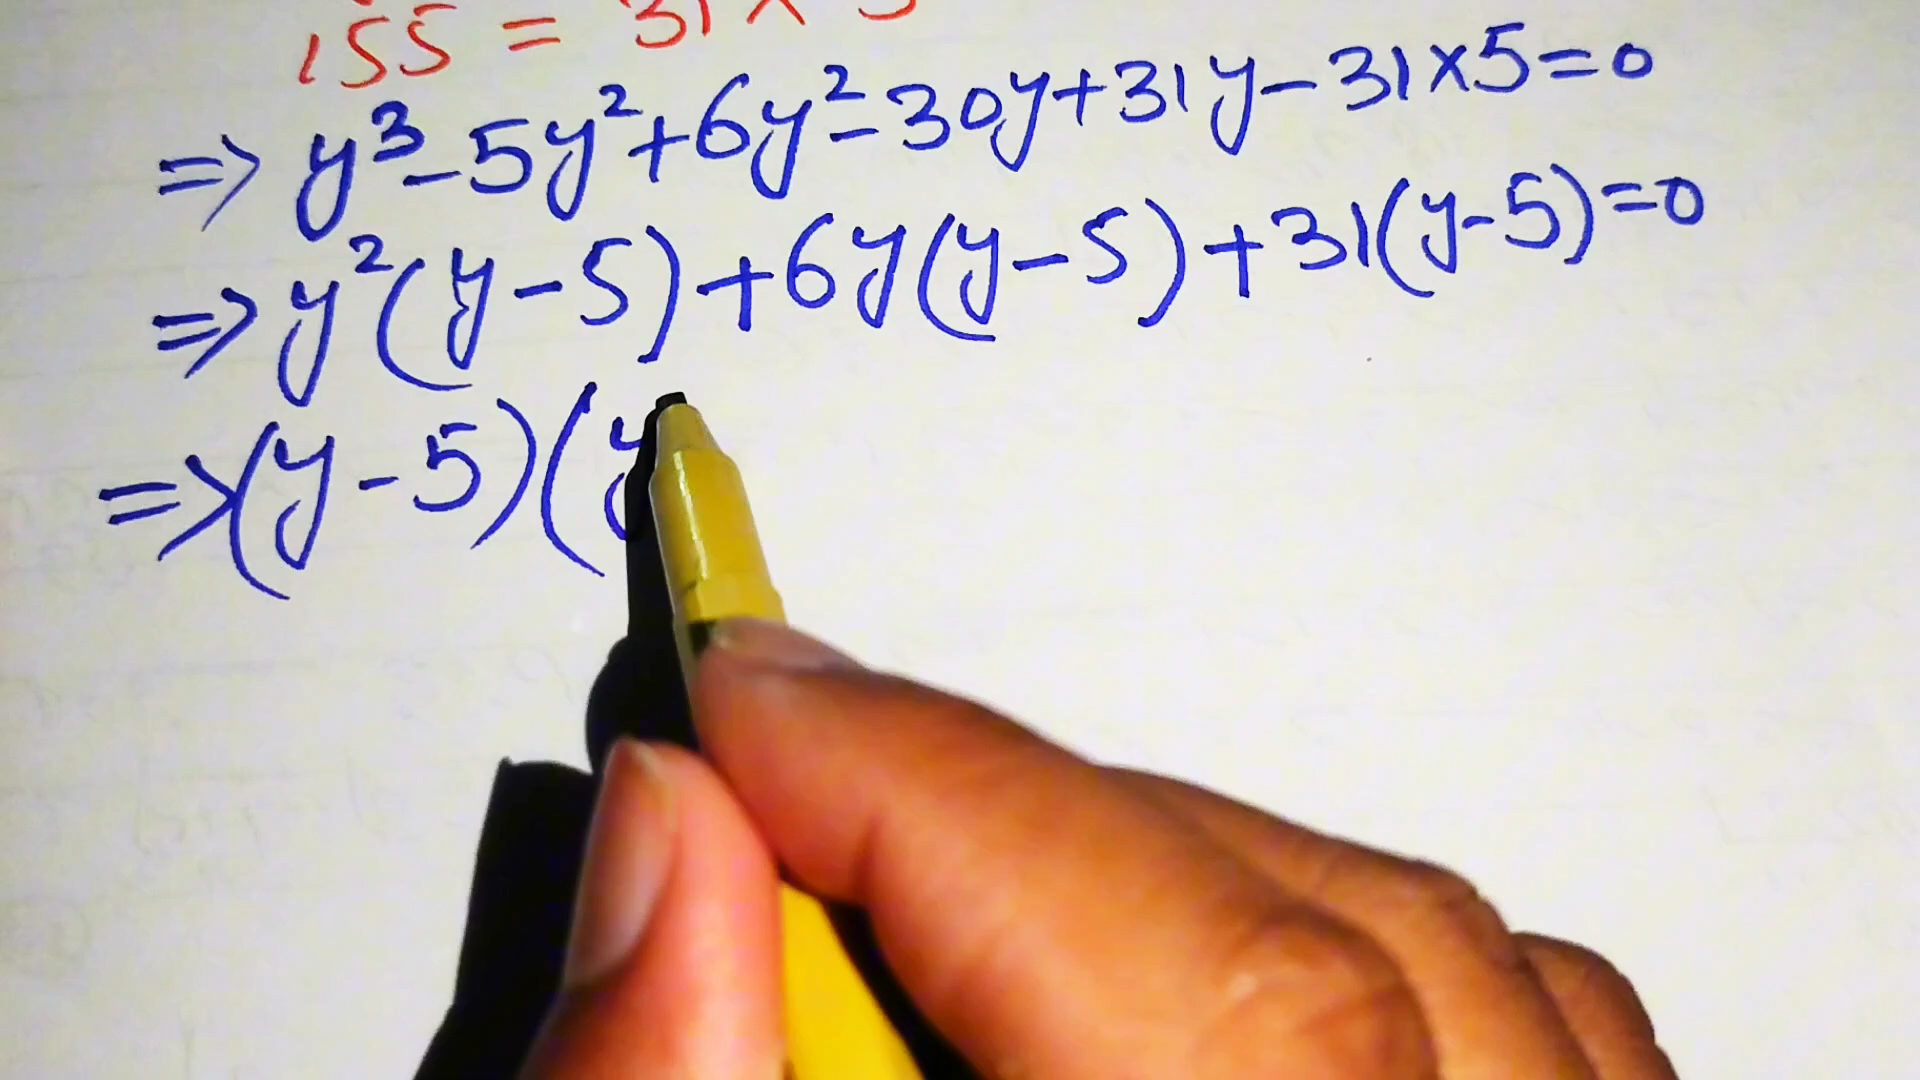 155 = 31 × 5
⇒ y³ - 5y² + 6y² - 30y + 31y - 31 × 5 = 0
⇒ y²(y - 5) + 6y(y - 5) + 31(y - 5) = 0
⇒ (y - 5)(y